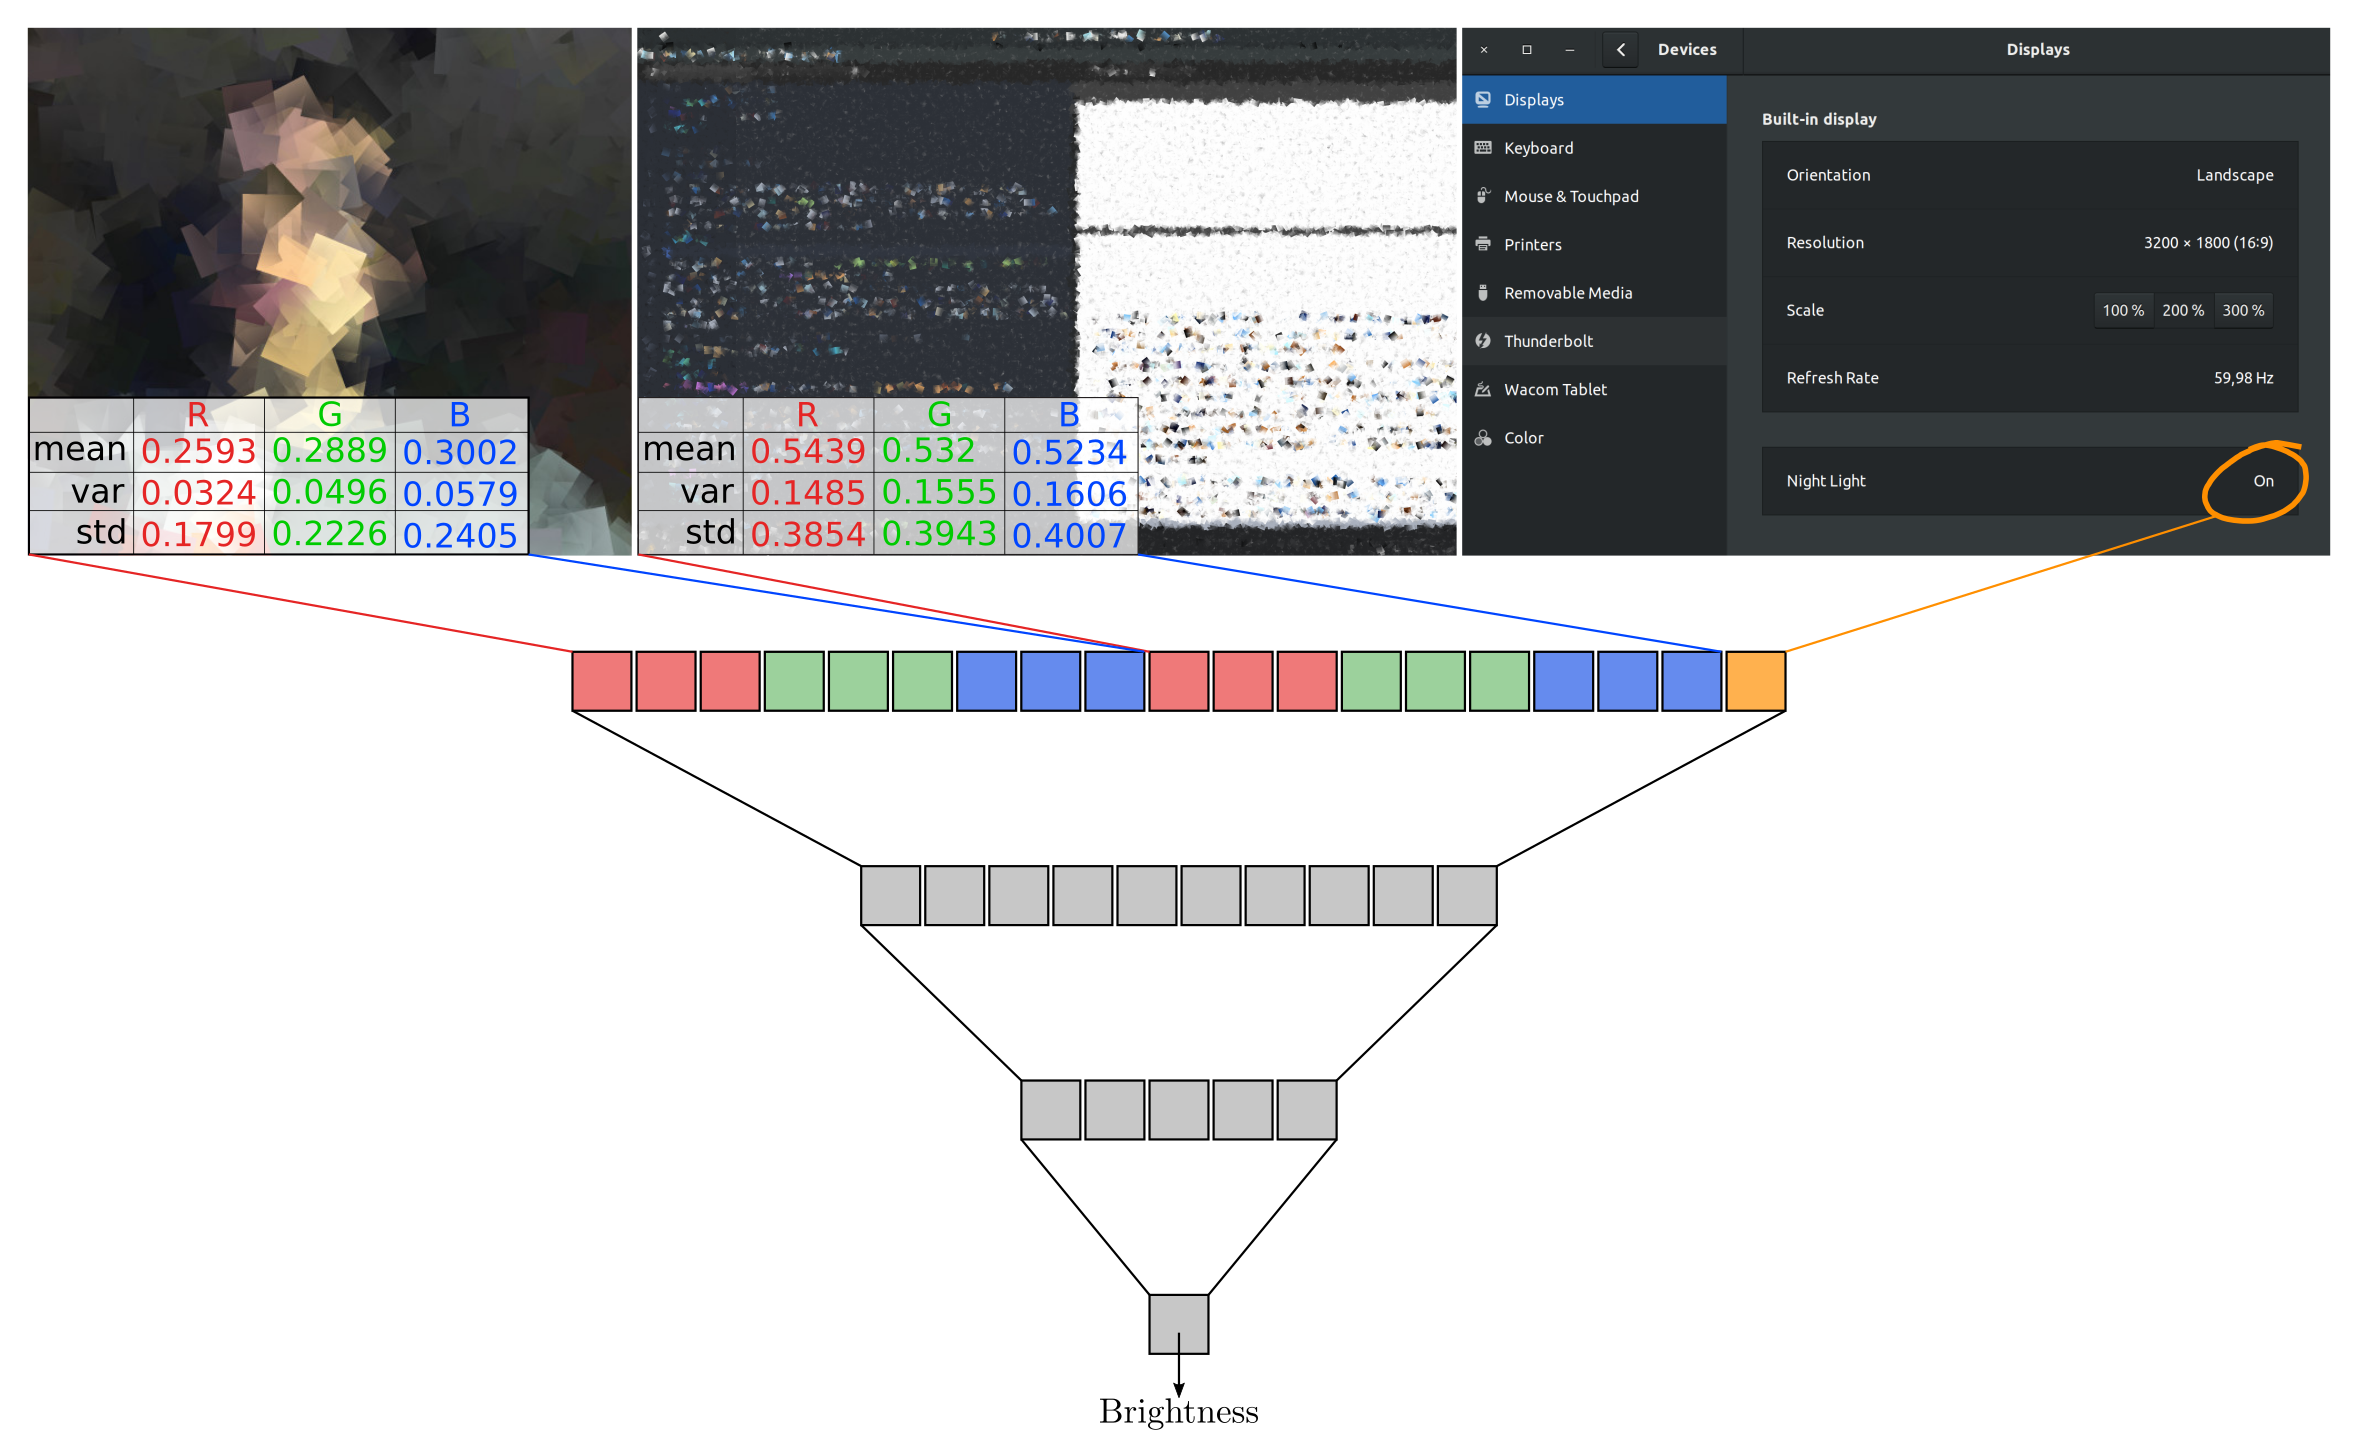 R G B
mean 0.2593 0.2889 0.3002
var 0.0324 0.0496 0.0579
std 0.1799 0.2226 0.2405
R G B
mean 0.5439 0.532 0.5234
var 0.1485 0.1555 0.1606
std 0.3854 0.3943 0.4007
Devices
Displays
Displays
Keyboard
Mouse & Touchpad
Printers
Removable Media
Thunderbolt
Wacom Tablet
Color
Built-in display
Orientation Landscape
Resolution 3200 × 1800 (16:9)
Scale 100 % 200 % 300 %
Refresh Rate 59,98 Hz
Night Light On
Brightness